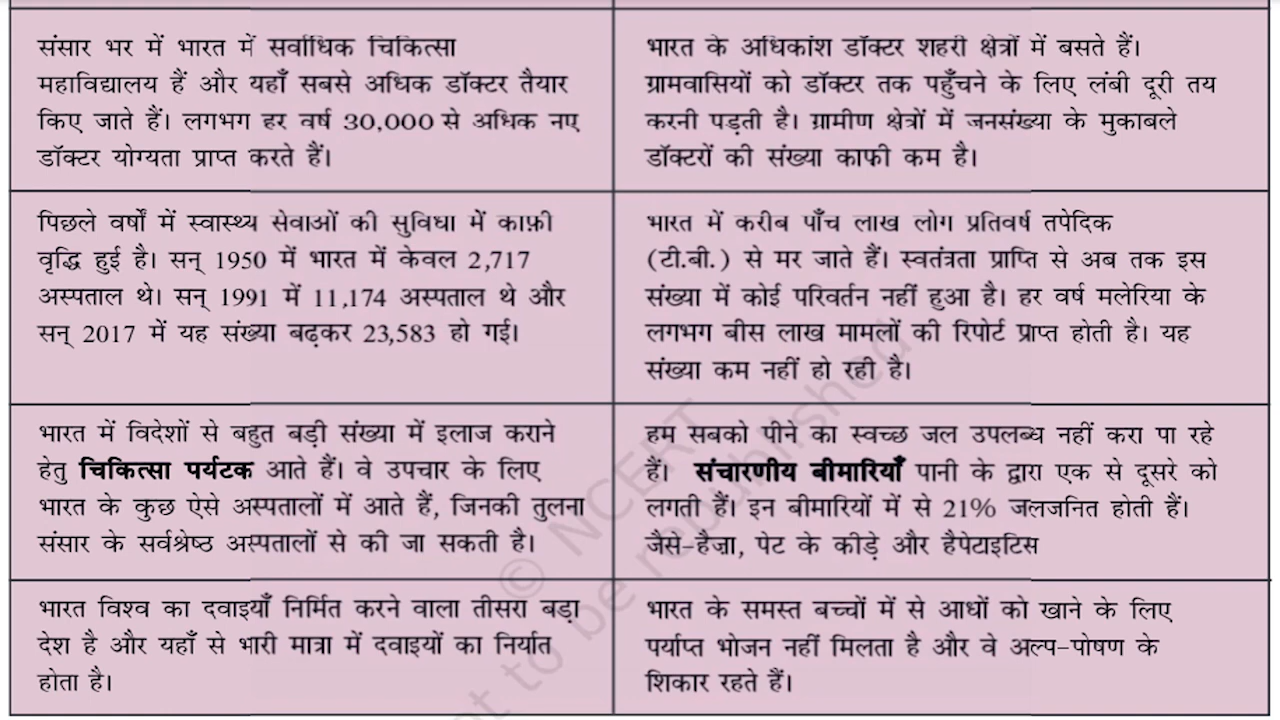 संसार भर में भारत में सर्वाधिक चिकित्सा
महाविद्यालय हैं और यहाँ सबसे अधिक डॉक्टर तैयार
किए जाते हैं। लगभग हर वर्ष 30,000 से अधिक नए
डॉक्टर योग्यता प्राप्त करते हैं।
भारत के अधिकांश डॉक्टर शहरी क्षेत्रों में बसते हैं।
ग्रामवासियों को डॉक्टर तक पहुँचने के लिए लंबी दूरी तय
करनी पड़ती है। ग्रामीण क्षेत्रों में जनसंख्या के मुकाबले
डॉक्टरों की संख्या काफी कम है।
पिछले वर्षों में स्वास्थ्य सेवाओं की सुविधा में काफ़ी
वृद्धि हुई है। सन् 1950 में भारत में केवल 2,717
अस्पताल थे। सन् 1991 में 11,174 अस्पताल थे और
सन् 2017 में यह संख्या बढ़कर 23,583 हो गई।
भारत में करीब पाँच लाख लोग प्रतिवर्ष तपेदिक
(टी.बी.) से मर जाते हैं। स्वतंत्रता प्राप्ति से अब तक इस
संख्या में कोई परिवर्तन नहीं हुआ है। हर वर्ष मलेरिया के
लगभग बीस लाख मामलों की रिपोर्ट प्राप्त होती है। यह
संख्या कम नहीं हो रही है।
भारत में विदेशों से बहुत बड़ी संख्या में इलाज कराने
हेतु चिकित्सा पर्यटक आते हैं। वे उपचार के लिए
भारत के कुछ ऐसे अस्पतालों में आते हैं, जिनकी तुलना
संसार के सर्वश्रेष्ठ अस्पतालों से की जा सकती है।
हम सबको पीने का स्वच्छ जल उपलब्ध नहीं करा पा रहे
हैं। संचारणीय बीमारियाँ पानी के द्वारा एक से दूसरे को
लगती हैं। इन बीमारियों में से 21% जलजनित होती हैं।
जैसे-हैज़ा, पेट के कीड़े और हैपेटाइटिस
भारत विश्व का दवाइयाँ निर्मित करने वाला तीसरा बड़ा
देश है और यहाँ से भारी मात्रा में दवाइयों का निर्यात
होता है।
भारत के समस्त बच्चों में से आधों को खाने के लिए
पर्याप्त भोजन नहीं मिलता है और वे अल्प-पोषण के
शिकार रहते हैं।
© NCERT
not to be republished